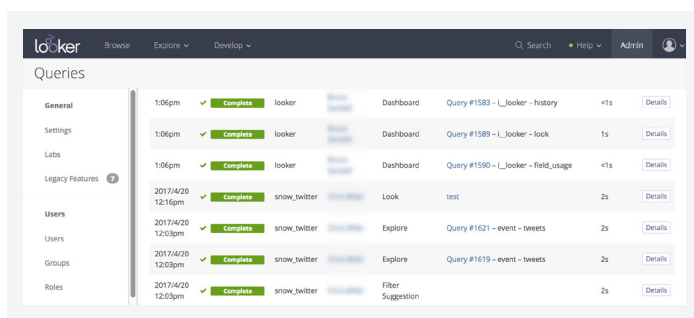 looker Browse Explore Develop Search Help Admin
Queries
General
Settings
Labs
Legacy Features 7
Users
Users
Groups
Roles
1:06pm Complete looker Dashboard Query #1583 – i__looker – history <1s Details
1:06pm Complete looker Dashboard Query #1589 – i__looker – look 1s Details
1:06pm Complete looker Dashboard Query #1590 – i__looker – field_usage <1s Details
2017/4/20
12:16pm Complete snow_twitter Look test 2s Details
2017/4/20
12:03pm Complete snow_twitter Explore Query #1621 – event – tweets 2s Details
2017/4/20
12:03pm Complete snow_twitter Explore Query #1619 – event – tweets 2s Details
2017/4/20
12:03pm Complete snow_twitter Filter
Suggestion 2s Details